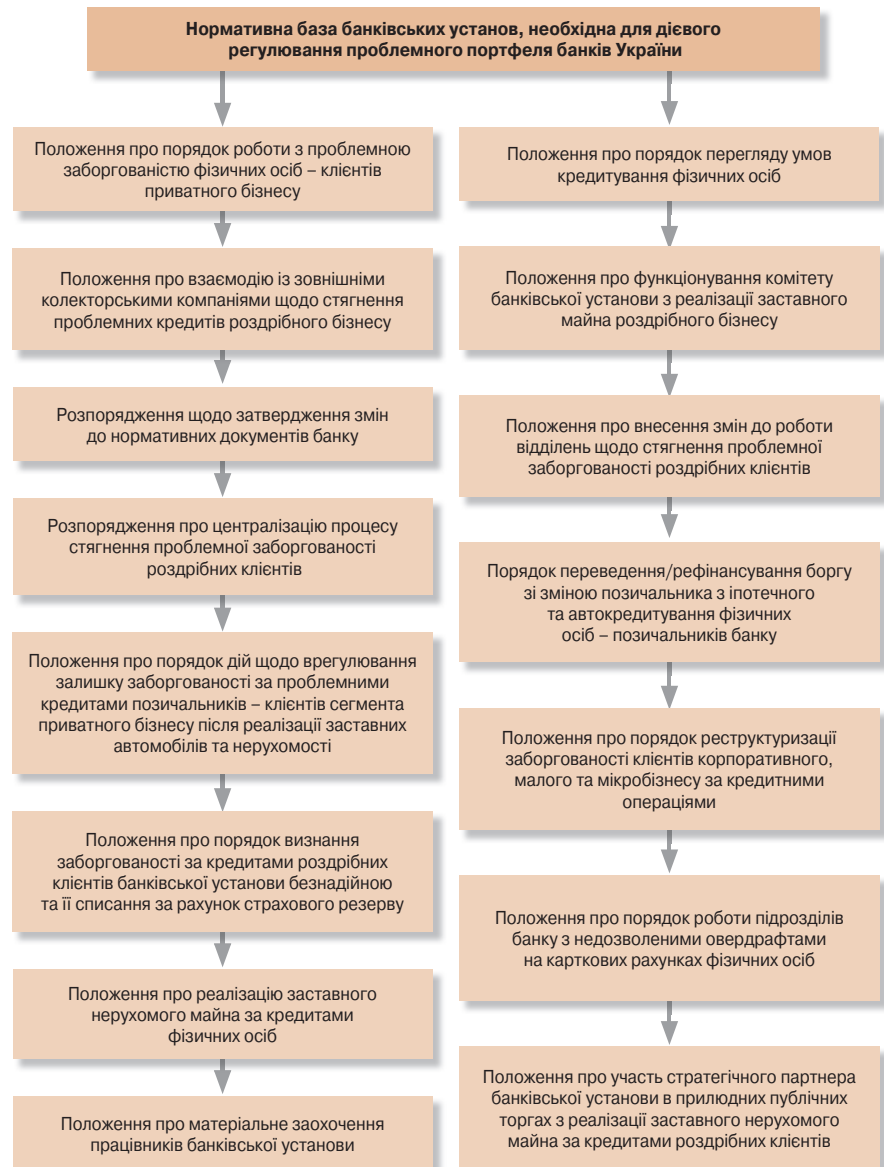 Нормативна база банківських установ, необхідна для дієвого
регулювання проблемного портфеля банків України
Положення про порядок роботи з проблемною
заборгованістю фізичних осіб – клієнтів
приватного бізнесу
Положення про взаємодію із зовнішніми
колекторськими компаніями щодо стягнення
проблемних кредитів роздрібного бізнесу
Розпорядження щодо затвердження змін
до нормативних документів банку
Розпорядження про централізацію процесу
стягнення проблемної заборгованості
роздрібних клієнтів
Положення про порядок дій щодо врегулювання
залишку заборгованості за проблемними
кредитами позичальників – клієнтів сегмента
приватного бізнесу після реалізації заставних
автомобілів та нерухомості
Положення про порядок визнання
заборгованості за кредитами роздрібних
клієнтів банківської установи безнадійною
та її списання за рахунок страхового резерву
Положення про реалізацію заставного
нерухомого майна за кредитами
фізичних осіб
Положення про матеріальне заохочення
працівників банківської установи
Положення про порядок перегляду умов
кредитування фізичних осіб
Положення про функціонування комітету
банківської установи з реалізації заставного
майна роздрібного бізнесу
Положення про внесення змін до роботи
відділень щодо стягнення проблемної
заборгованості роздрібних клієнтів
Порядок переведення/рефінансування боргу
зі зміною позичальника з іпотечного
та автокредитування фізичних
осіб – позичальників банку
Положення про порядок реструктуризації
заборгованості клієнтів корпоративного,
малого та мікробізнесу за кредитними
операціями
Положення про порядок роботи підрозділів
банку з недозволеними овердрафтами
на карткових рахунках фізичних осіб
Положення про участь стратегічного партнера
банківської установи в прилюдних публічних
торгах з реалізації заставного нерухомого
майна за кредитами роздрібних клієнтів